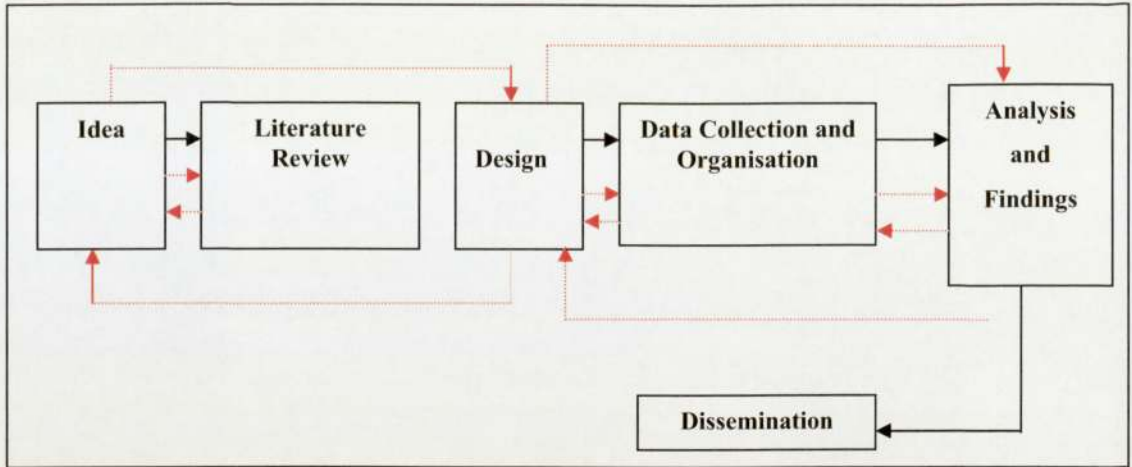 Idea
Literature
Review
Design
Data Collection and
Organisation
Analysis
and
Findings
Dissemination